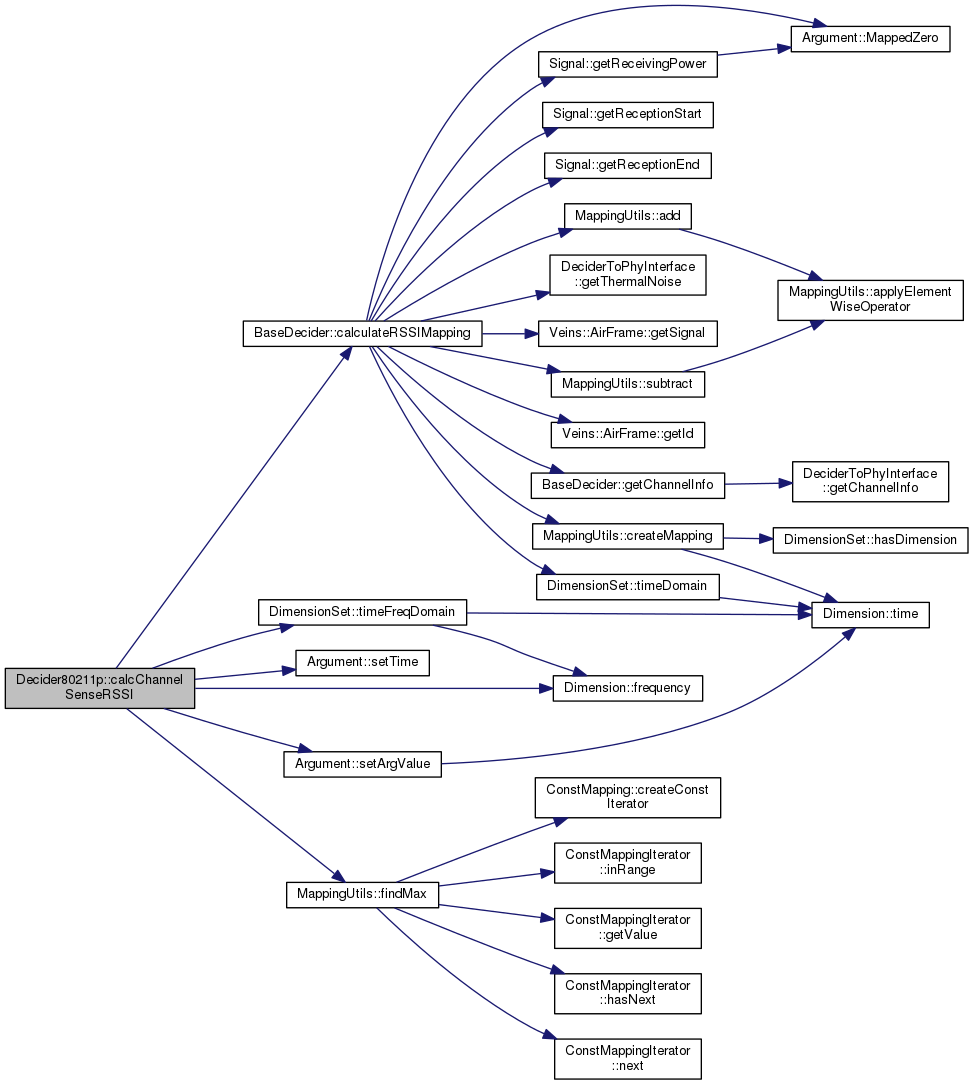 Argument::MappedZero
Signal::getReceivingPower
Signal::getReceptionStart
Signal::getReceptionEnd
MappingUtils::add
DeciderToPhyInterface
::getThermalNoise
MappingUtils::applyElement
WiseOperator
BaseDecider::calculateRSSIMapping
Veins::AirFrame::getSignal
MappingUtils::subtract
Veins::AirFrame::getId
BaseDecider::getChannelInfo
DeciderToPhyInterface
::getChannelInfo
MappingUtils::createMapping
DimensionSet::hasDimension
DimensionSet::timeDomain
DimensionSet::timeFreqDomain
Dimension::time
Argument::setTime
Decider80211p::calcChannel
SenseRSSI
Dimension::frequency
Argument::setArgValue
ConstMapping::createConst
Iterator
ConstMappingIterator
::inRange
MappingUtils::findMax
ConstMappingIterator
::getValue
ConstMappingIterator
::hasNext
ConstMappingIterator
::next